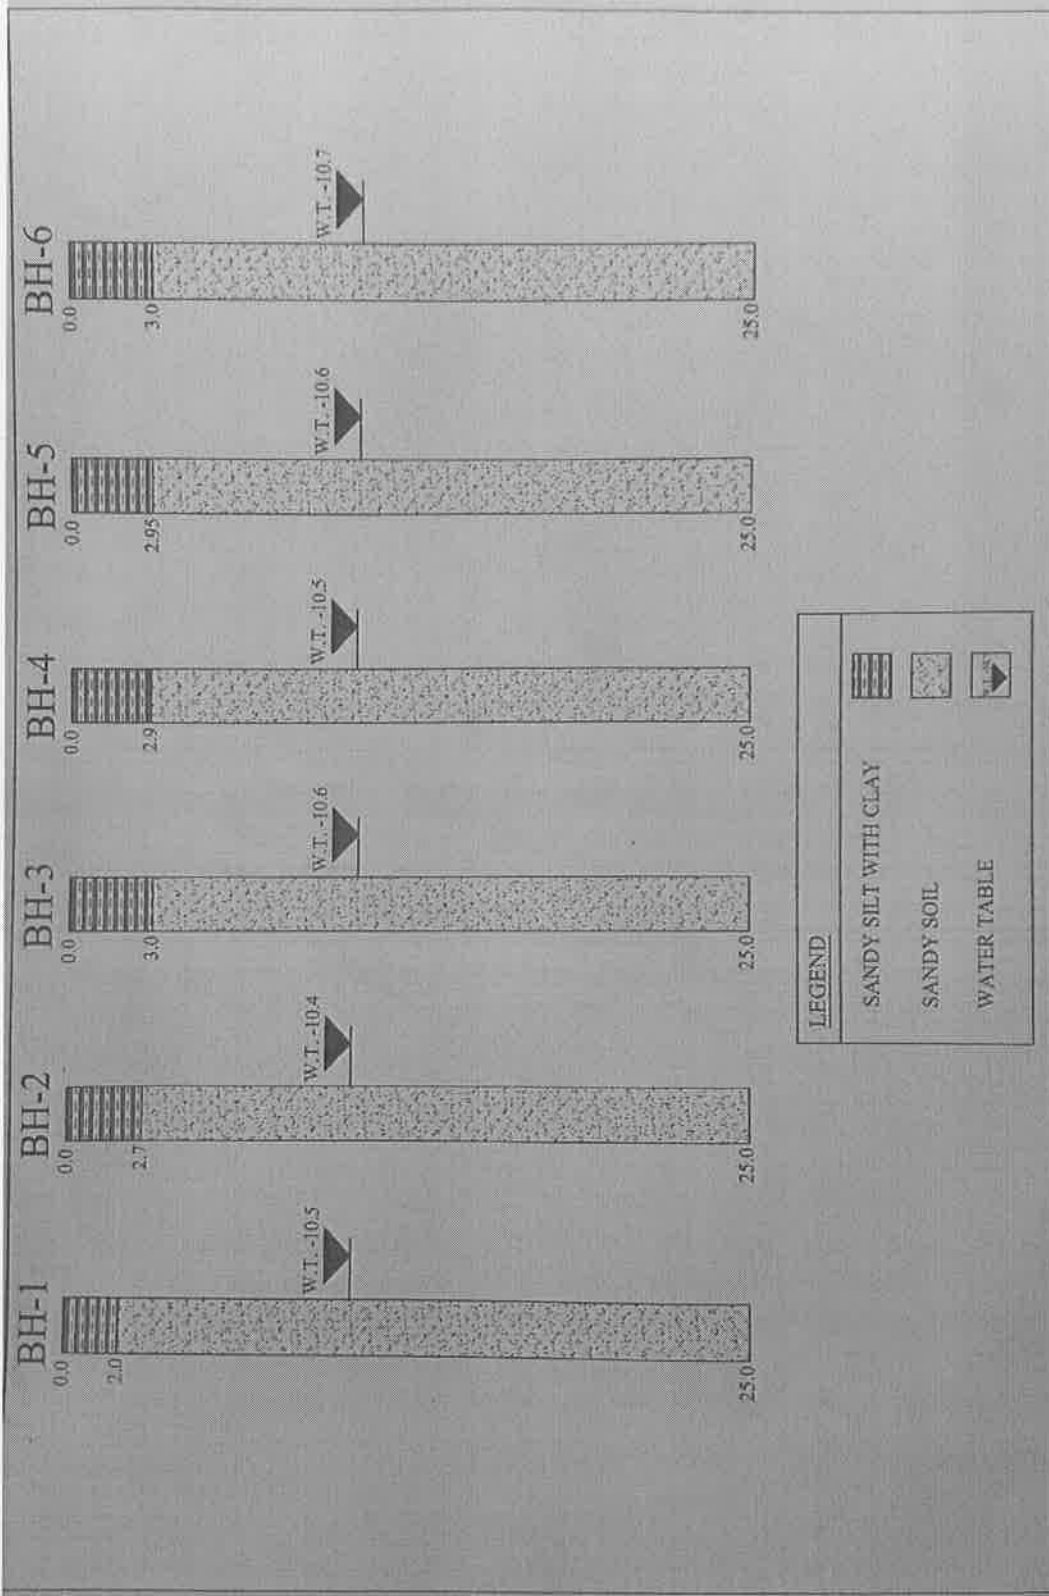 BH-1
0.0
2.0
W.T. -10.5
25.0
BH-2
0.0
2.7
W.T. -10.4
25.0
BH-3
0.0
3.0
W.T. -10.6
25.0
BH-4
0.0
2.9
W.T. -10.5
25.0
BH-5
0.0
2.95
W.T. -10.6
25.0
BH-6
0.0
3.0
W.T. -10.7
25.0
LEGEND
SANDY SILT WITH CLAY
SANDY SOIL
WATER TABLE